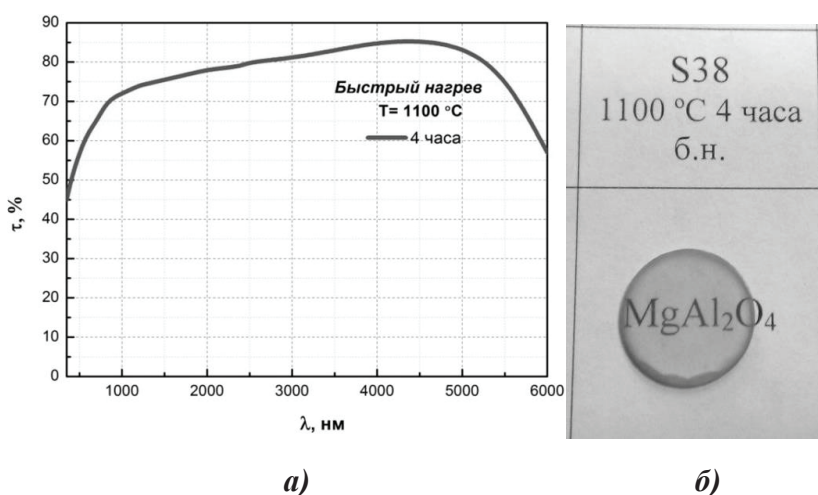 90
80
70
60
50
40
30
20
10
0
τ, %
Быстрый нагрев
T= 1100 °C
4 часа
1000 2000 3000 4000 5000 6000
λ, нм
а)
S38
1100 °C 4 часа
б.н.
MgAl₂O₄
б)